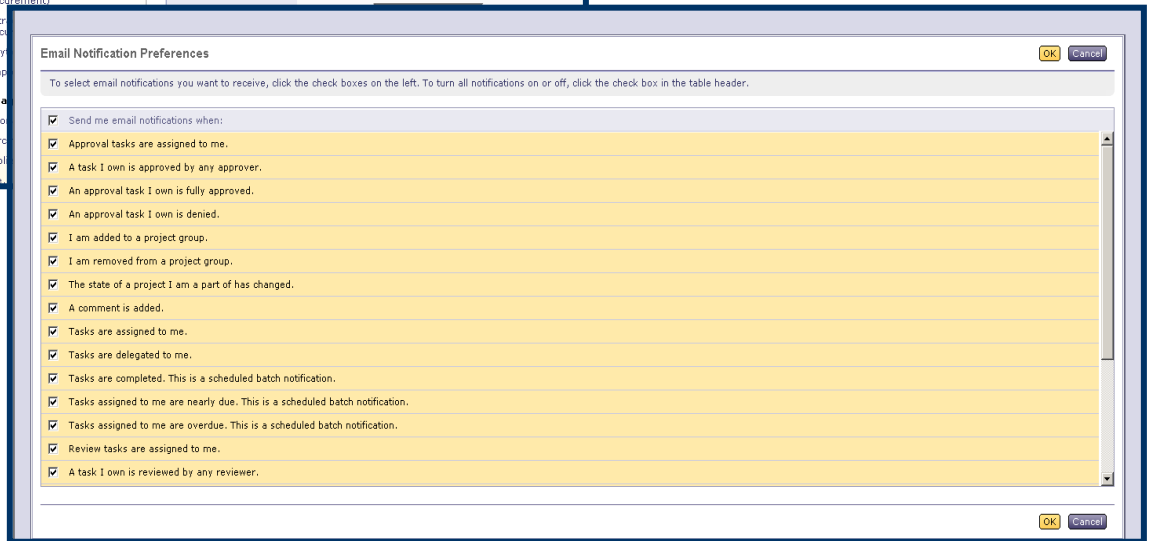 Email Notification Preferences
OK Cancel
To select email notifications you want to receive, click the check boxes on the left. To turn all notifications on or off, click the check box in the table header.
Send me email notifications when:
Approval tasks are assigned to me.
A task I own is approved by any approver.
An approval task I own is fully approved.
An approval task I own is denied.
I am added to a project group.
I am removed from a project group.
The state of a project I am a part of has changed.
A comment is added.
Tasks are assigned to me.
Tasks are delegated to me.
Tasks are completed. This is a scheduled batch notification.
Tasks assigned to me are nearly due. This is a scheduled batch notification.
Tasks assigned to me are overdue. This is a scheduled batch notification.
Review tasks are assigned to me.
A task I own is reviewed by any reviewer.
OK Cancel